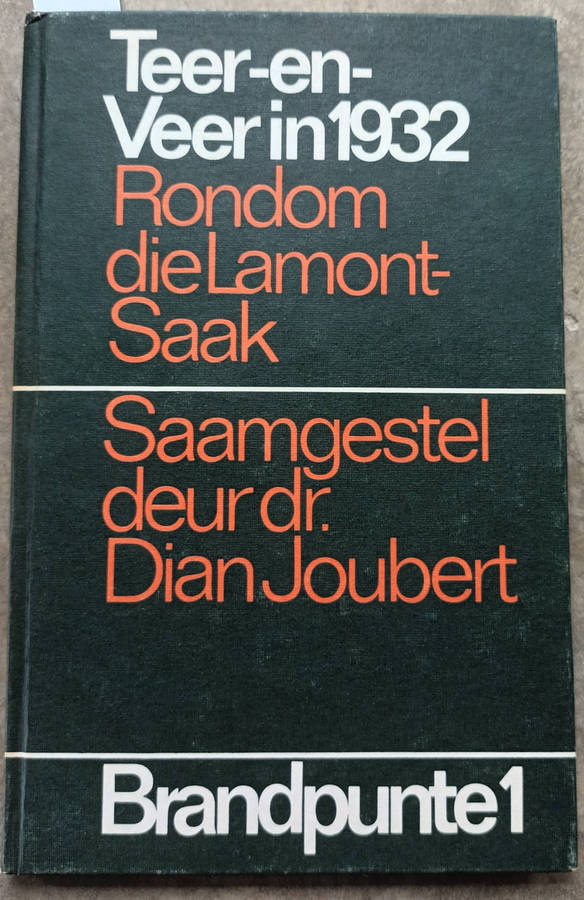 Teer-en-
Veer in 1932
Rondom
die Lamont-
Saak
Saamgestel
deur dr.
Dian Joubert
Brandpunte 1